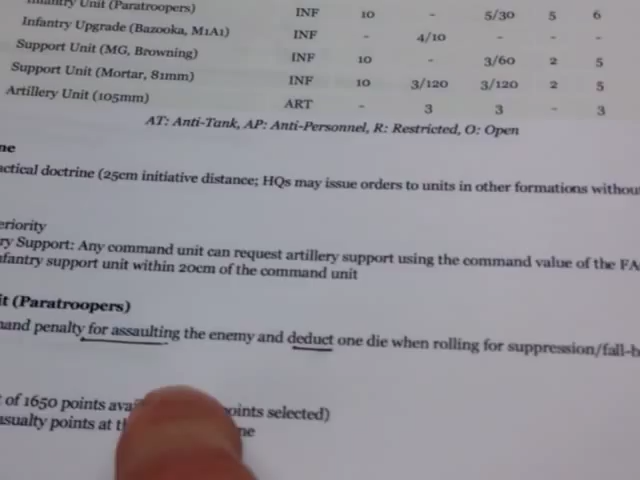 Infantry Unit (Paratroopers) INF 10 - 5/30 5 6
Infantry Upgrade (Bazooka, M1A1) INF - 4/10 - - -
Support Unit (MG, Browning) INF 10 - 3/60 2 5
Support Unit (Mortar, 81mm) INF 10 3/120 3/120 2 5
Artillery Unit (105mm) ART - 3 3 - 3
AT: Anti-Tank, AP: Anti-Personnel, R: Restricted, O: Open
ne
actical doctrine (25cm initiative distance; HQs may issue orders to units in other formations withou
eriority
ry Support: Any command unit can request artillery support using the command value of the FA
nfantry support unit within 20cm of the command unit
it (Paratroopers)
nand penalty for assaulting the enemy and deduct one die when rolling for suppression/fall-b
t of 1650 points ava points selected)
asualty points at t ne